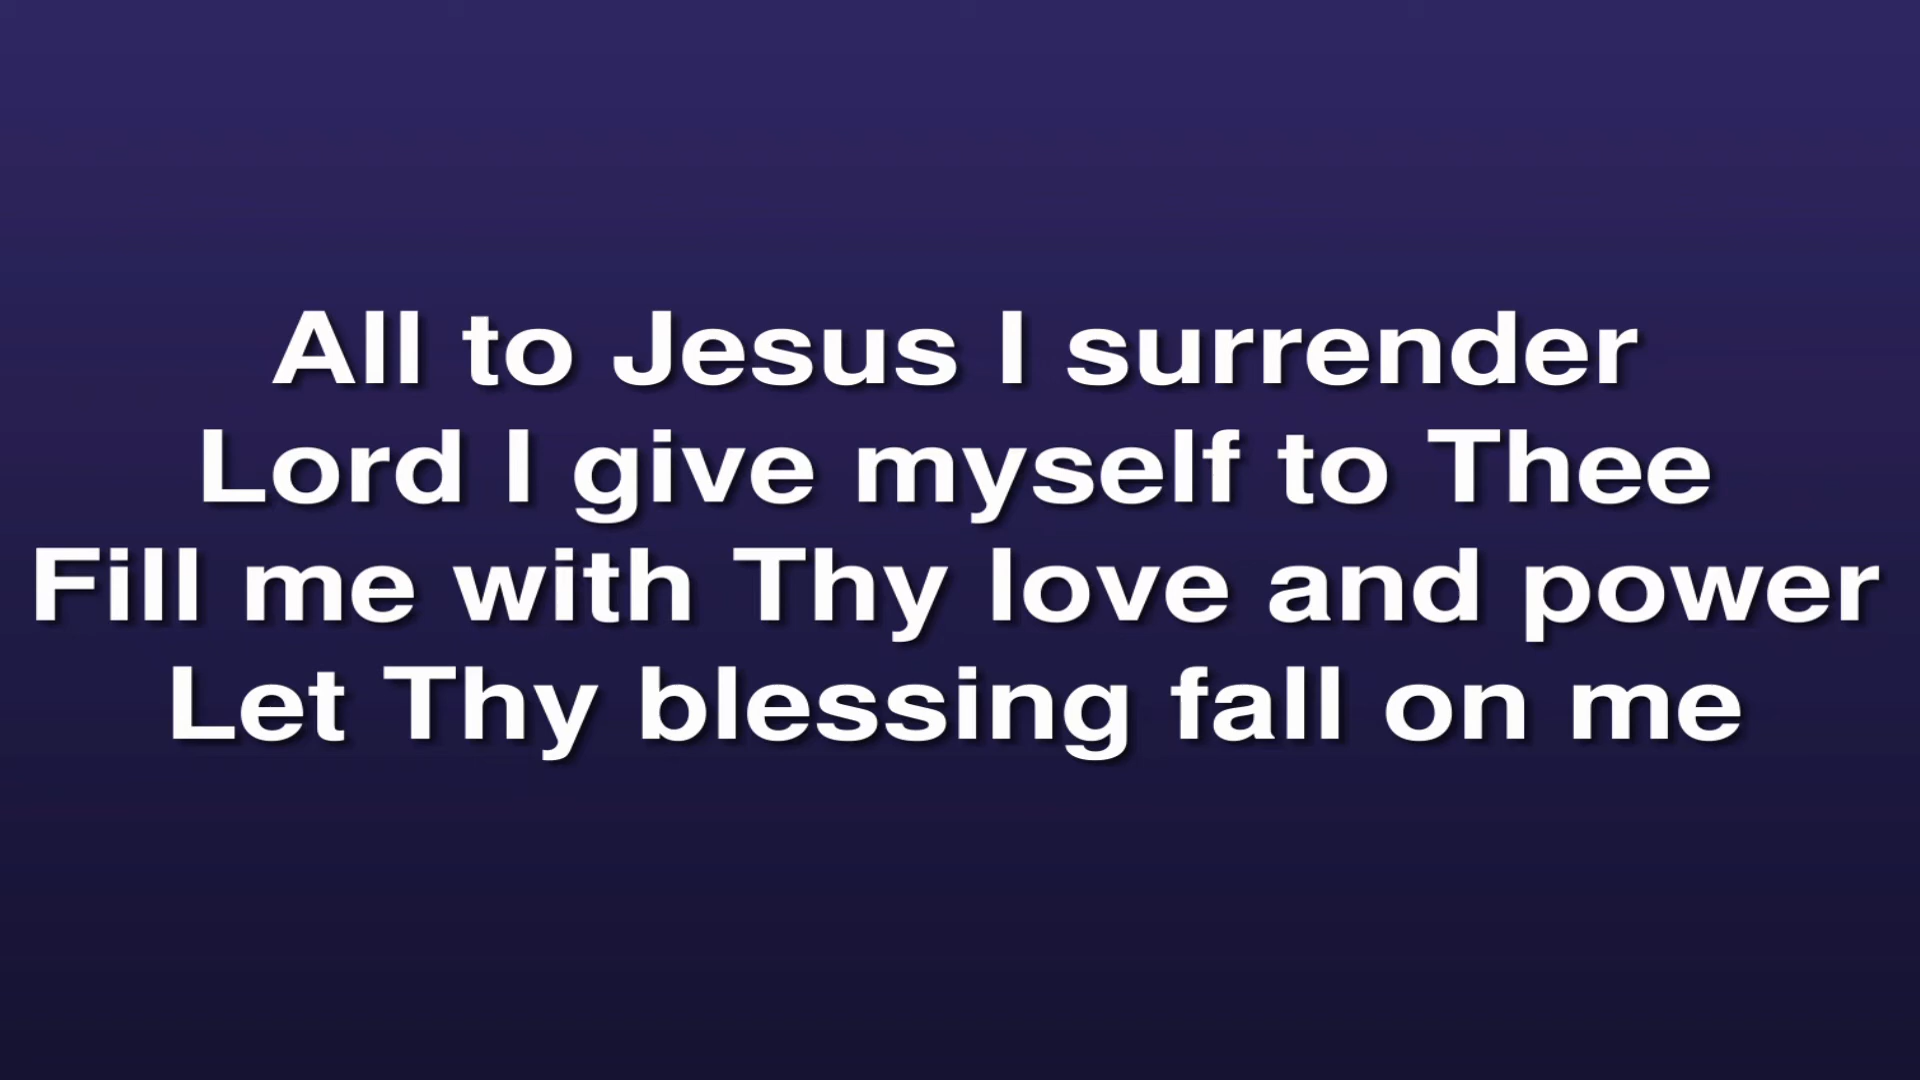 All to Jesus I surrender
Lord I give myself to Thee
Fill me with Thy love and power
Let Thy blessing fall on me